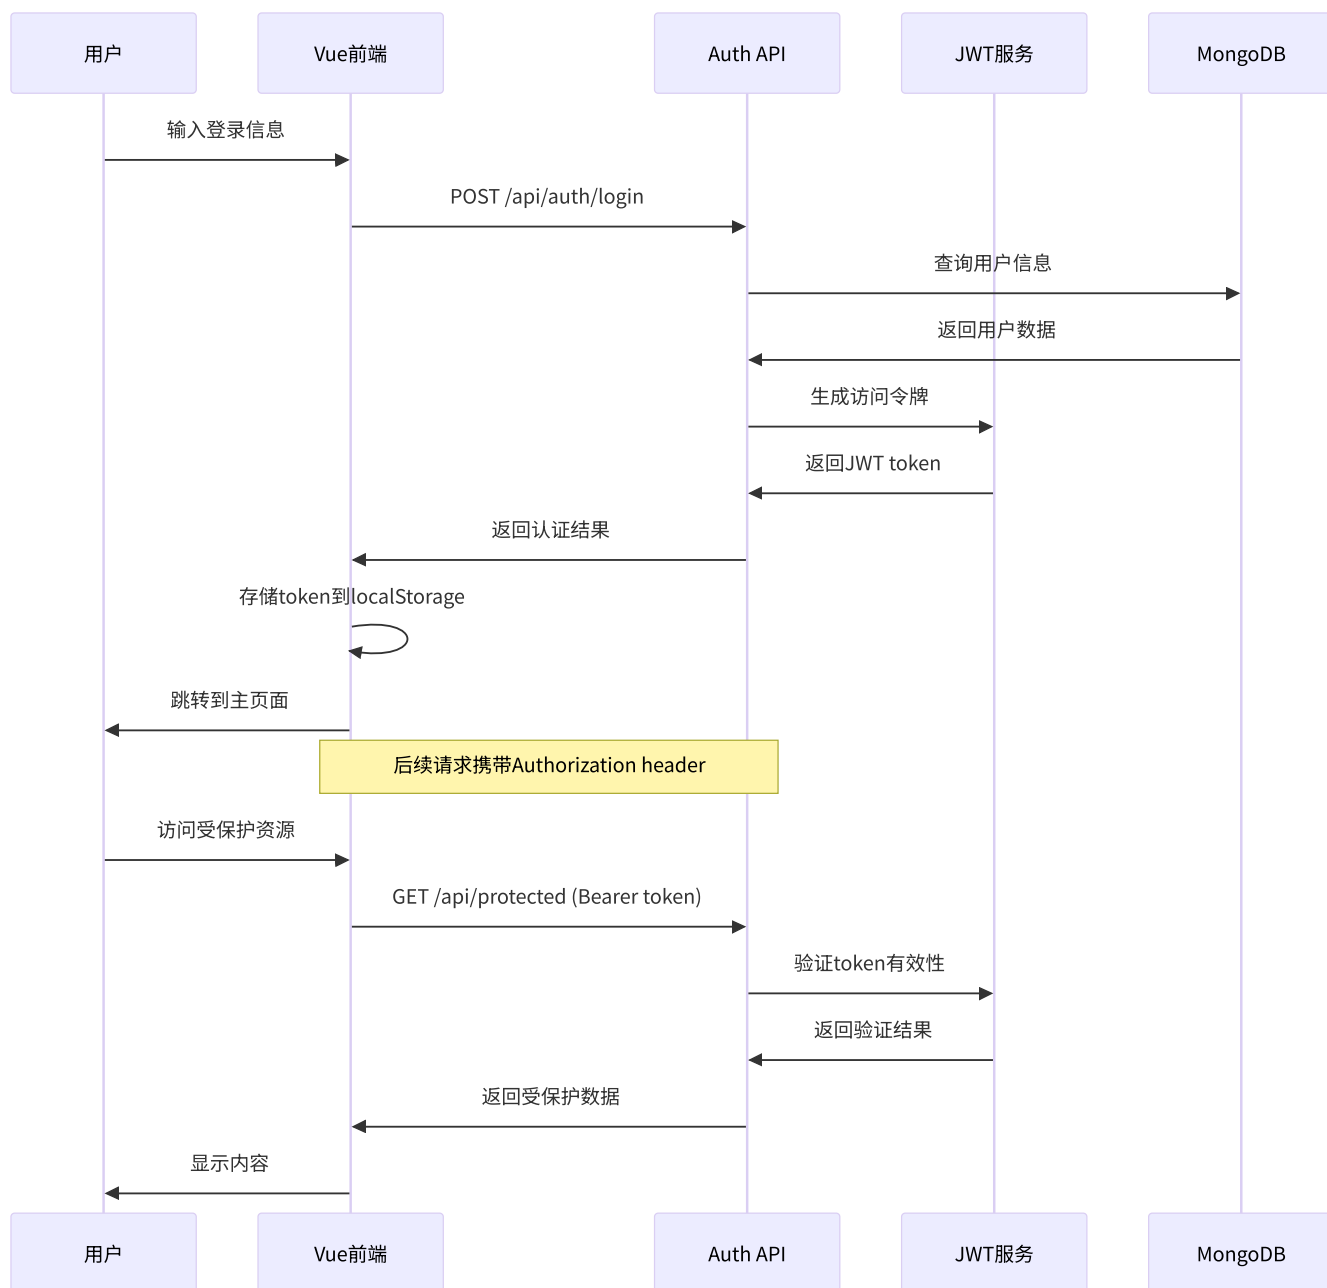 用户
Vue前端
Auth API
JWT服务
MongoDB
输入登录信息
POST /api/auth/login
查询用户信息
返回用户数据
生成访问令牌
返回JWT token
返回认证结果
存储token到localStorage
跳转到主页面
后续请求携带Authorization header
访问受保护资源
GET /api/protected (Bearer token)
验证token有效性
返回验证结果
返回受保护数据
显示内容
用户
Vue前端
Auth API
JWT服务
MongoDB